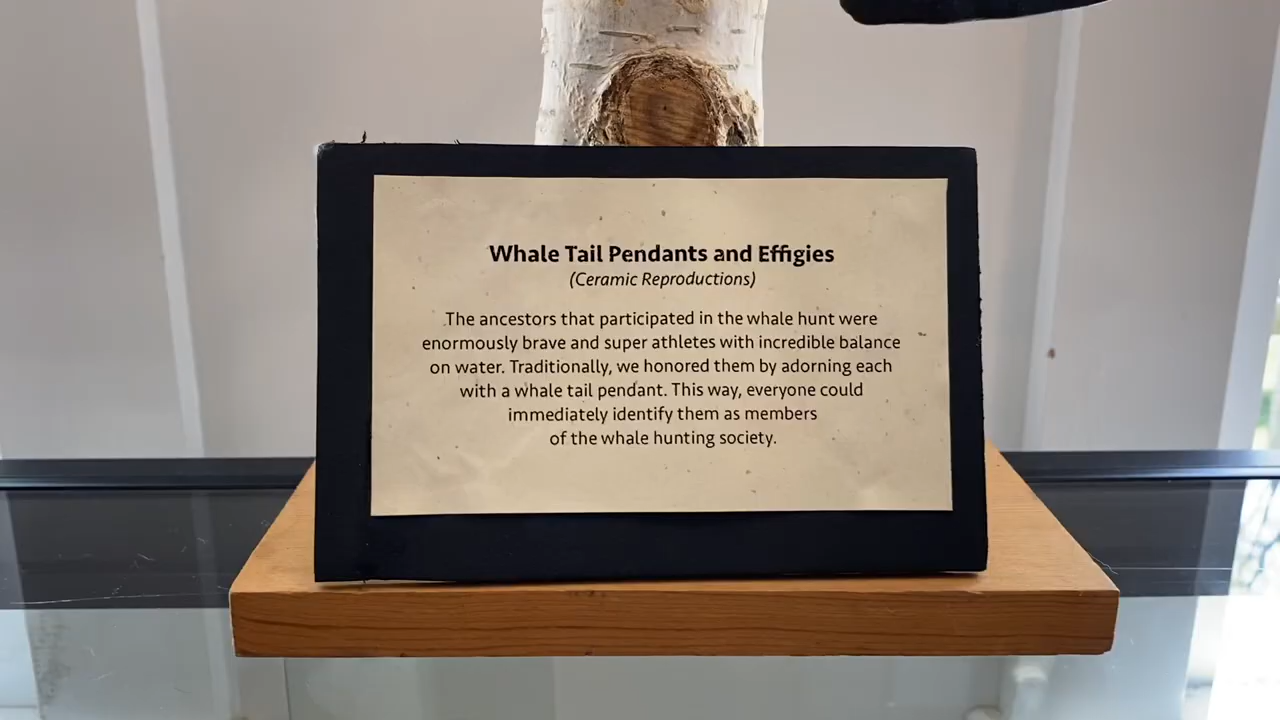 Whale Tail Pendants and Effigies
(Ceramic Reproductions)
The ancestors that participated in the whale hunt were
enormously brave and super athletes with incredible balance
on water. Traditionally, we honored them by adorning each
with a whale tail pendant. This way, everyone could
immediately identify them as members
of the whale hunting society.